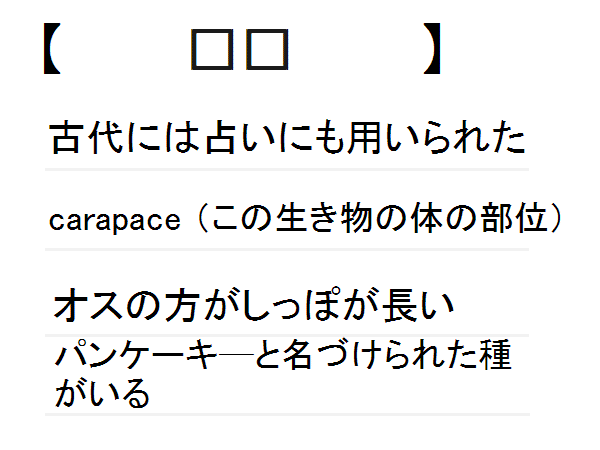 【　　□□　　】
古代には占いにも用いられた
carapace（この生き物の体の部位）
オスの方がしっぽが長い
パンケーキ─と名づけられた種
がいる